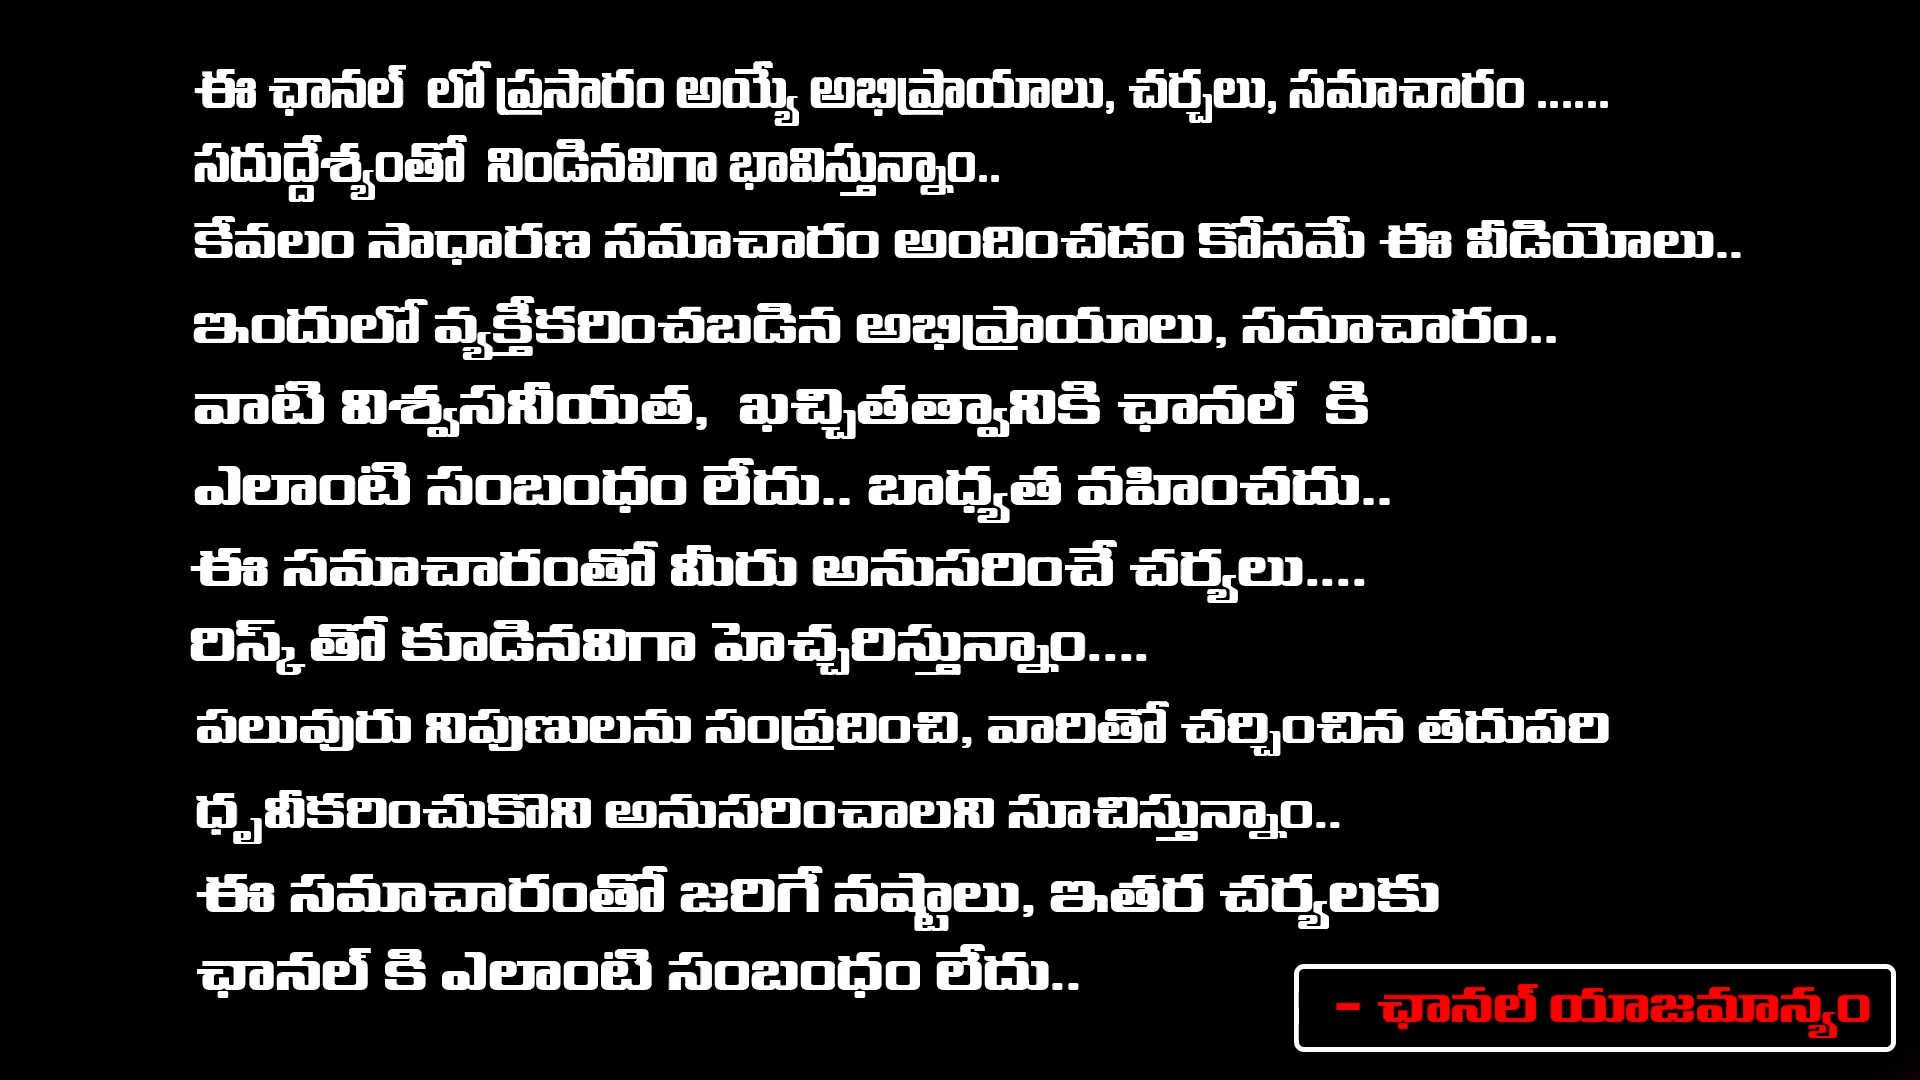 ఈ ఛానల్ లో ప్రసారం అయ్యే అభిప్రాయాలు, చర్చలు, సమాచారం ......
సదుద్దేశ్యంతో నిండినవిగా భావిస్తున్నాం..
కేవలం సాధారణ సమాచారం అందించడం కోసమే ఈ వీడియోలు..
ఇందులో వ్యక్తీకరించబడిన అభిప్రాయాలు, సమాచారం..
వాటి విశ్వసనీయత, ఖచ్చితత్వానికి ఛానల్ కి
ఎలాంటి సంబంధం లేదు.. బాధ్యత వహించదు..
ఈ సమాచారంతో మీరు అనుసరించే చర్యలు....
రిస్క్ తో కూడినవిగా హెచ్చరిస్తున్నాం....
పలువురు నిపుణులను సంప్రదించి, వారితో చర్చించిన తదుపరి
ధృవీకరించుకొని అనుసరించాలని సూచిస్తున్నాం..
ఈ సమాచారంతో జరిగే నష్టాలు, ఇతర చర్యలకు
ఛానల్ కి ఎలాంటి సంబంధం లేదు..
- ఛానల్ యాజమాన్యం